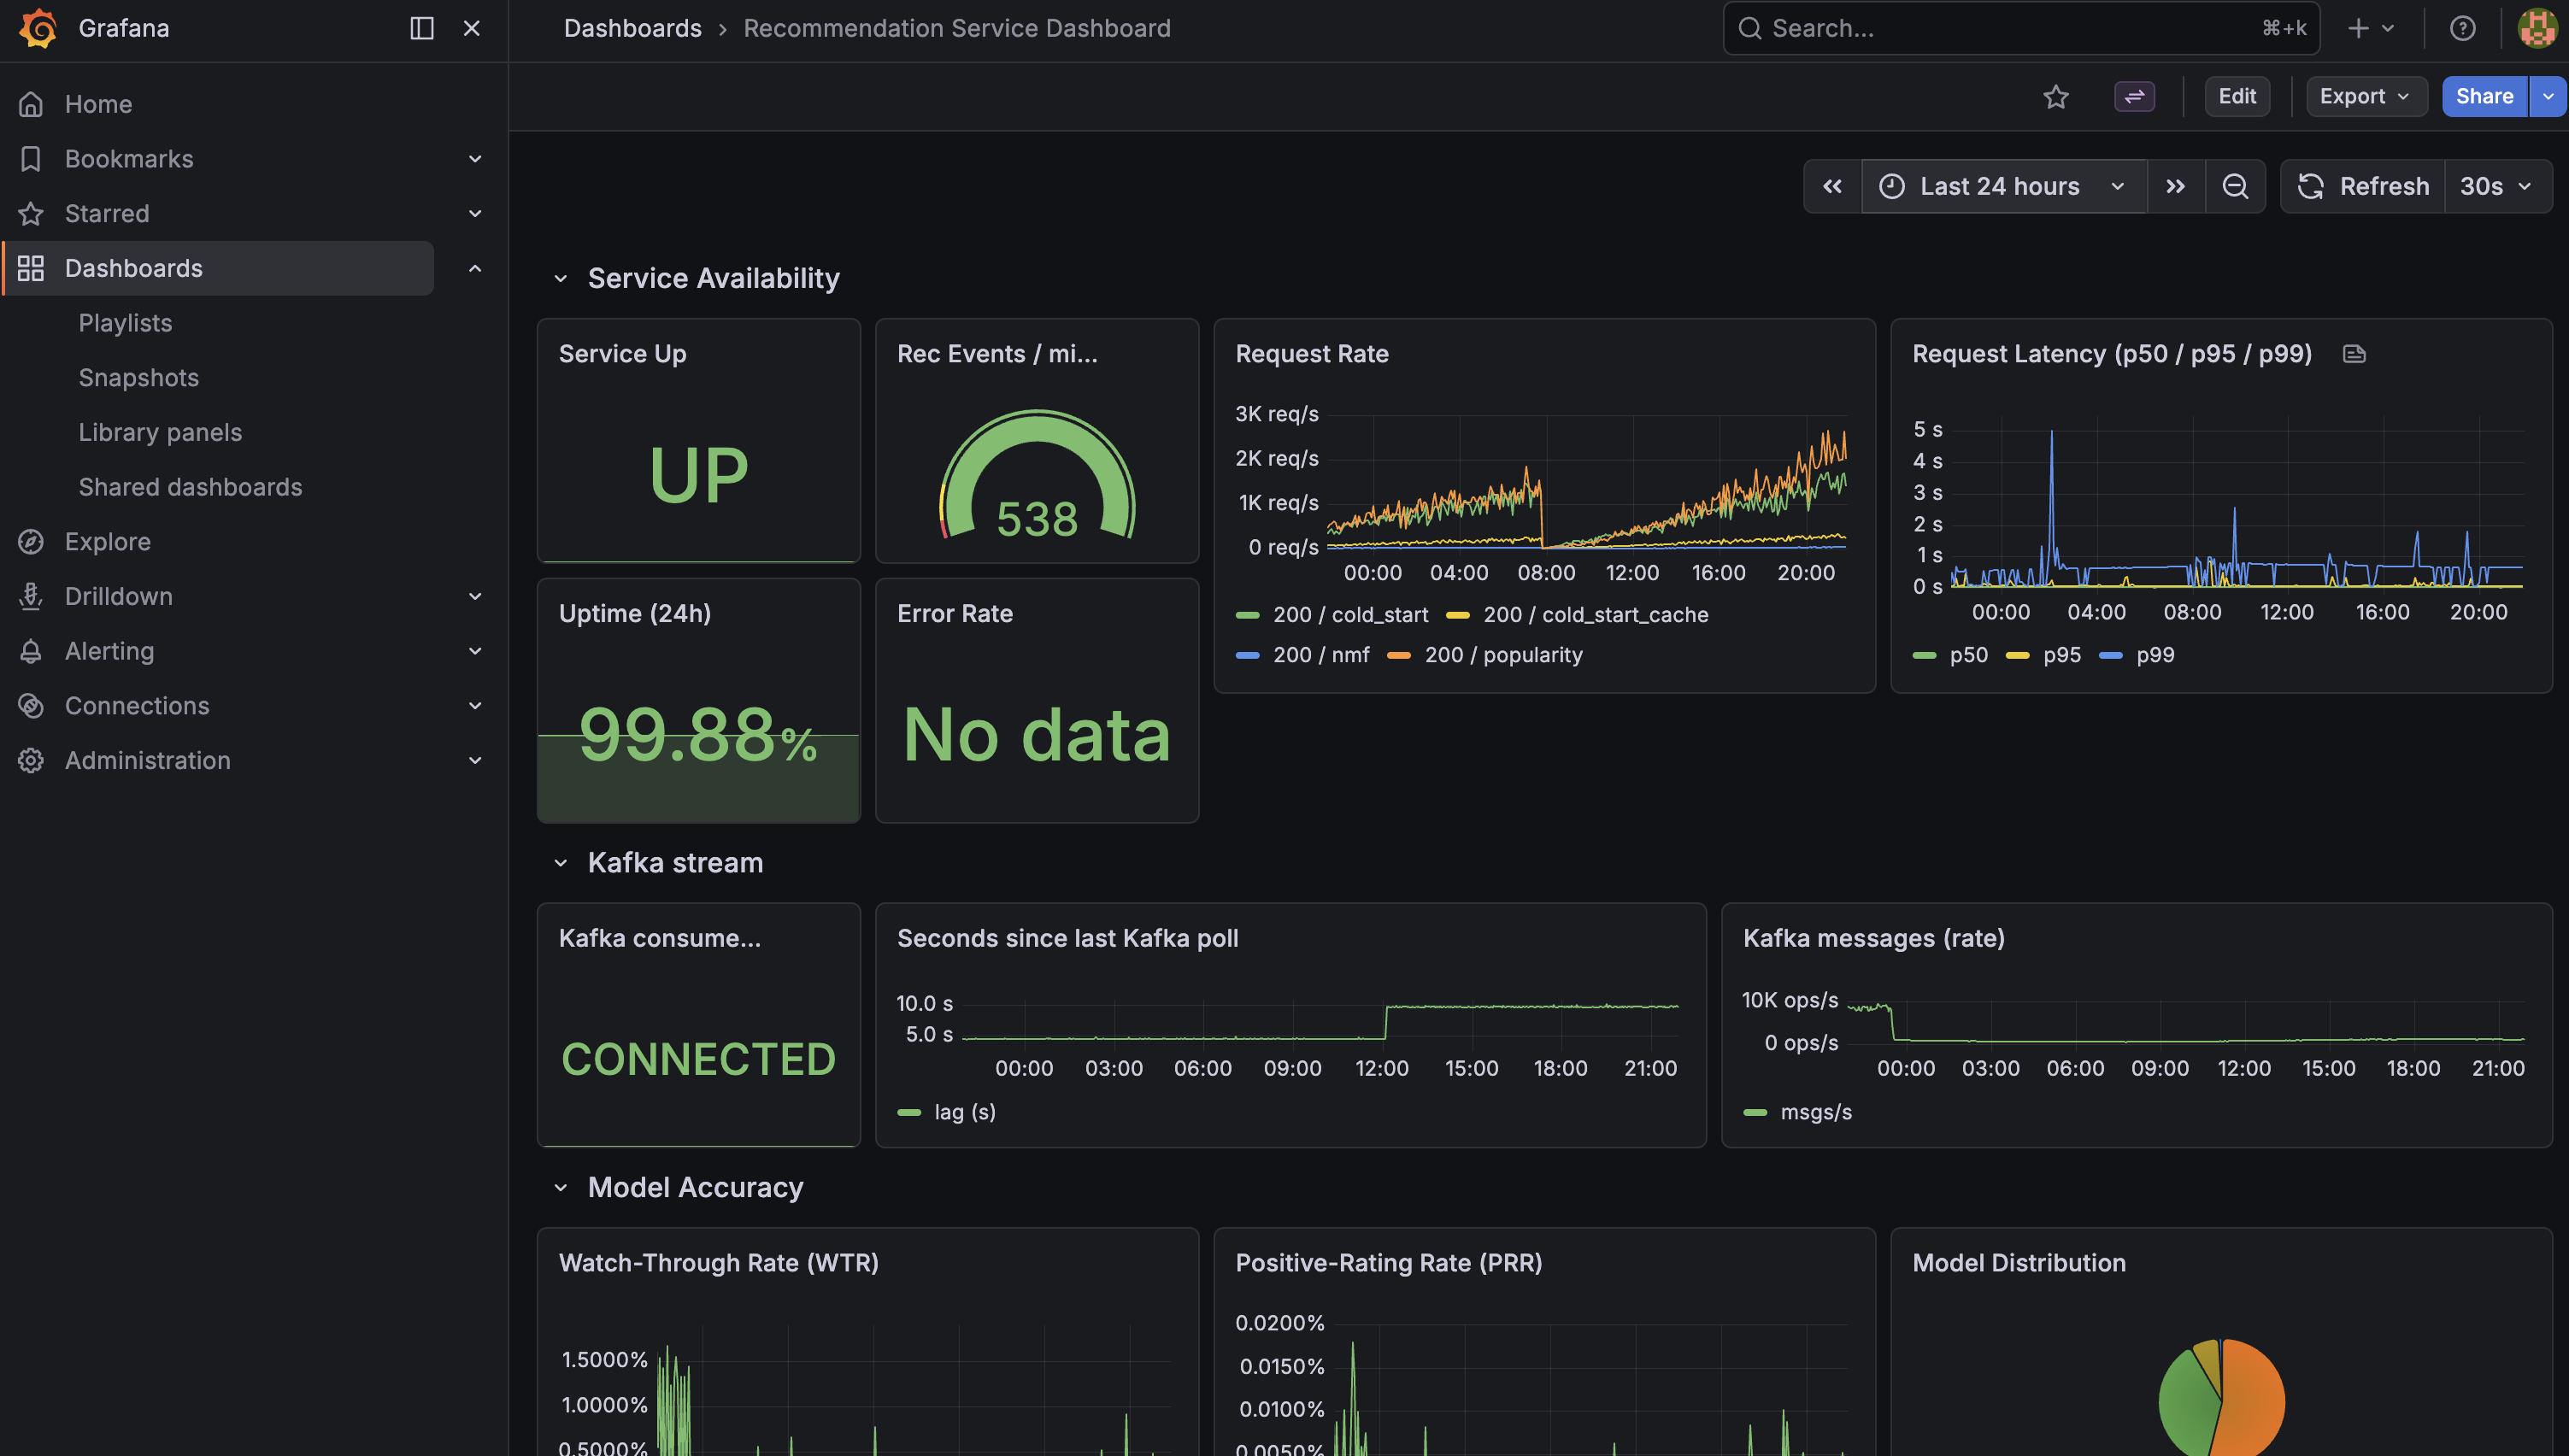 Grafana
Dashboards › Recommendation Service Dashboard
Search...
⌘+k
Home
Bookmarks
Starred
Dashboards
Playlists
Snapshots
Library panels
Shared dashboards
Explore
Drilldown
Alerting
Connections
Administration
Edit
Export
Share
Last 24 hours
Refresh
30s
Service Availability
Service Up
UP
Rec Events / mi...
538
Request Rate
3K req/s
2K req/s
1K req/s
0 req/s
00:00 04:00 08:00 12:00 16:00 20:00
200 / cold_start 200 / cold_start_cache
200 / nmf 200 / popularity
Request Latency (p50 / p95 / p99)
5 s
4 s
3 s
2 s
1 s
0 s
00:00 04:00 08:00 12:00 16:00 20:00
p50 p95 p99
Uptime (24h)
99.88%
Error Rate
No data
Kafka stream
Kafka consume...
CONNECTED
Seconds since last Kafka poll
10.0 s
5.0 s
00:00 03:00 06:00 09:00 12:00 15:00 18:00 21:00
lag (s)
Kafka messages (rate)
10K ops/s
0 ops/s
00:00 03:00 06:00 09:00 12:00 15:00 18:00 21:00
msgs/s
Model Accuracy
Watch-Through Rate (WTR)
1.5000%
1.0000%
0.5000%
Positive-Rating Rate (PRR)
0.0200%
0.0150%
0.0100%
0.0050%
Model Distribution